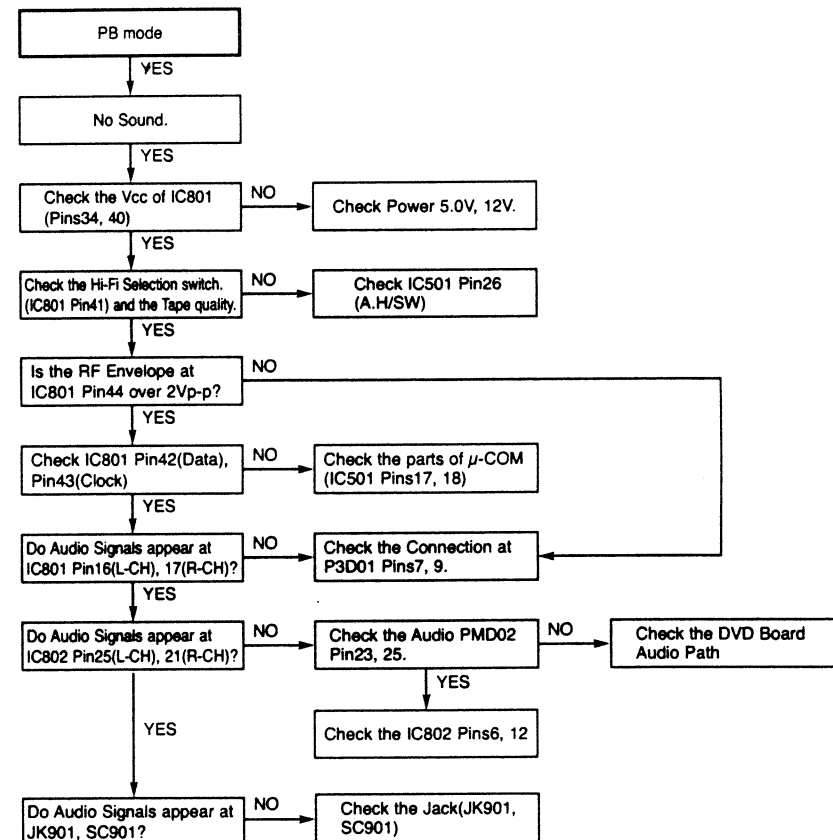 PB mode
YES
No Sound.
YES
Check the Vcc of IC801
(Pins34, 40)
NO
Check Power 5.0V, 12V.
YES
Check the Hi-Fi Selection switch.
(IC801 Pin41) and the Tape quality.
NO
Check IC501 Pin26
(A.H/SW)
YES
Is the RF Envelope at
IC801 Pin44 over 2Vp-p?
NO
YES
Check IC801 Pin42(Data),
Pin43(Clock)
NO
Check the parts of μ-COM
(IC501 Pins17, 18)
YES
Do Audio Signals appear at
IC801 Pin16(L-CH), 17(R-CH)?
NO
Check the Connection at
P3D01 Pins7, 9.
YES
Do Audio Signals appear at
IC802 Pin25(L-CH), 21(R-CH)?
NO
Check the Audio PMD02
Pin23, 25.
NO
Check the DVD Board
Audio Path
YES
Check the IC802 Pins6, 12
YES
Do Audio Signals appear at
JK901, SC901?
NO
Check the Jack(JK901,
SC901)